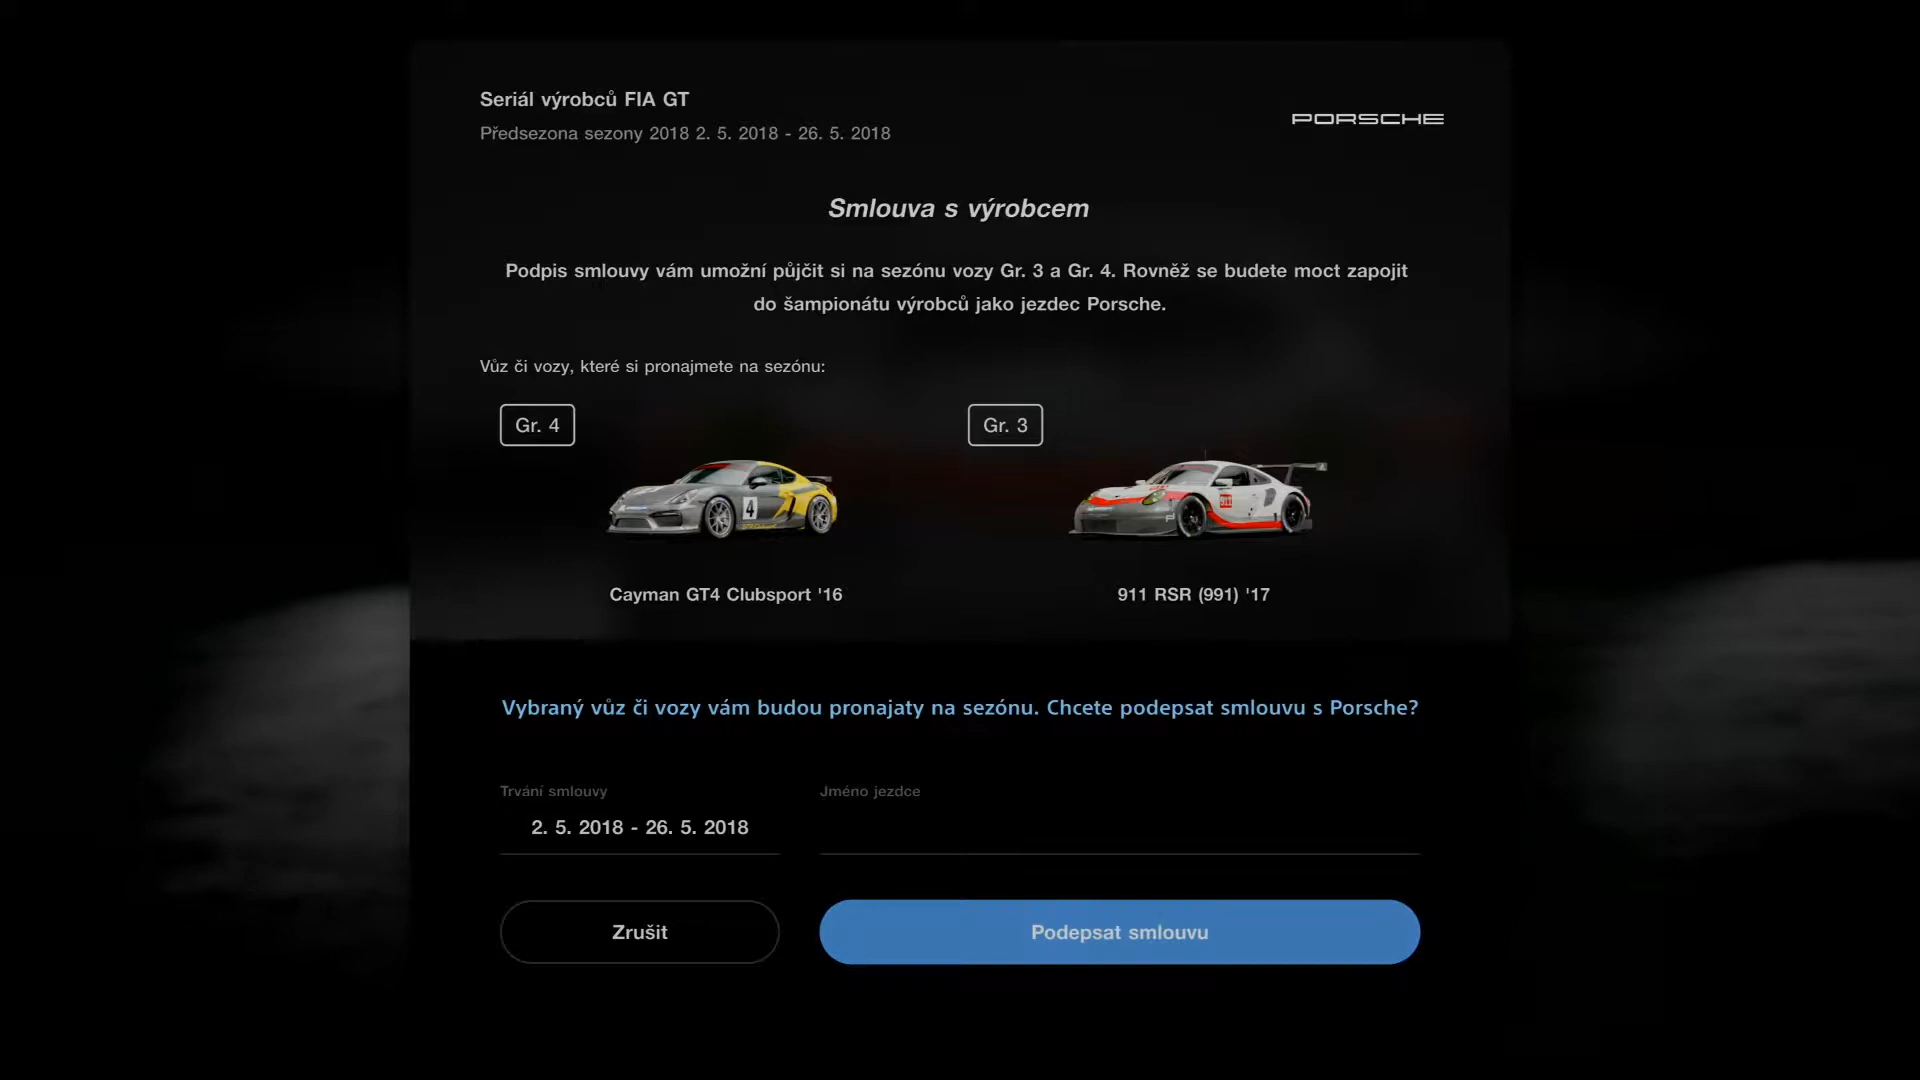 Seriál výrobců FIA GT
Předsezona sezony 2018 2. 5. 2018 - 26. 5. 2018
PORSCHE
Smlouva s výrobcem
Podpis smlouvy vám umožní půjčit si na sezónu vozy Gr. 3 a Gr. 4. Rovněž se budete moct zapojit
do šampionátu výrobců jako jezdec Porsche.
Vůz či vozy, které si pronajmete na sezónu:
Gr. 4
Gr. 3
4
911
Cayman GT4 Clubsport '16
911 RSR (991) '17
Vybraný vůz či vozy vám budou pronajaty na sezónu. Chcete podepsat smlouvu s Porsche?
Trvání smlouvy
Jméno jezdce
2. 5. 2018 - 26. 5. 2018
Zrušit
Podepsat smlouvu